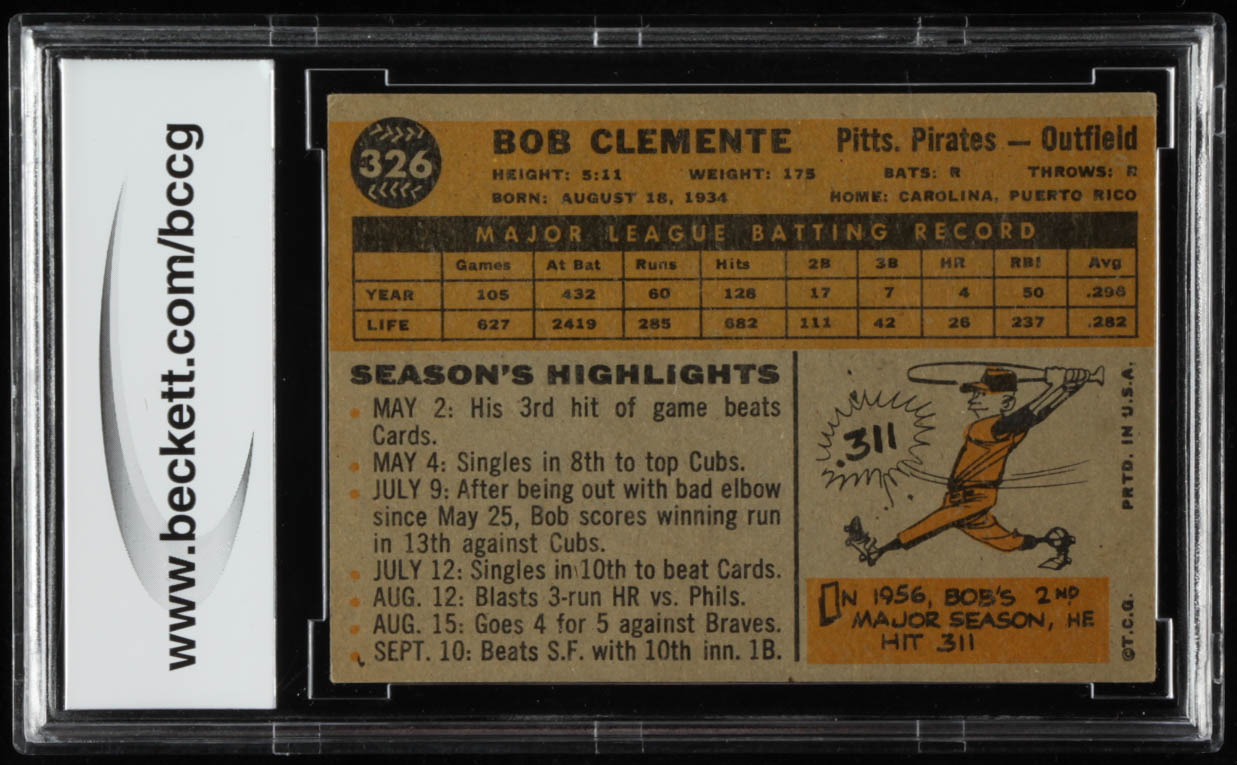 www.beckett.com/bccg
326
BOB CLEMENTE Pitts. Pirates — Outfield
HEIGHT: 5:11 WEIGHT: 175 BATS: R THROWS: R
BORN: AUGUST 18, 1934 HOME: CAROLINA, PUERTO RICO
MAJOR LEAGUE BATTING RECORD
Games At Bat Runs Hits 2B 3B HR RBI Avg
YEAR 105 432 60 128 17 7 4 50 .296
LIFE 627 2419 285 682 111 42 26 237 .282
SEASON'S HIGHLIGHTS
• MAY 2: His 3rd hit of game beats
Cards.
• MAY 4: Singles in 8th to top Cubs.
• JULY 9: After being out with bad elbow
since May 25, Bob scores winning run
in 13th against Cubs.
• JULY 12: Singles in 10th to beat Cards.
• AUG. 12: Blasts 3-run HR vs. Phils.
• AUG. 15: Goes 4 for 5 against Braves.
• SEPT. 10: Beats S.F. with 10th inn. 1B.
.311
IN 1956, BOB'S 2ND
MAJOR SEASON, HE
HIT .311
PRTD. IN U.S.A.
©T.C.G.